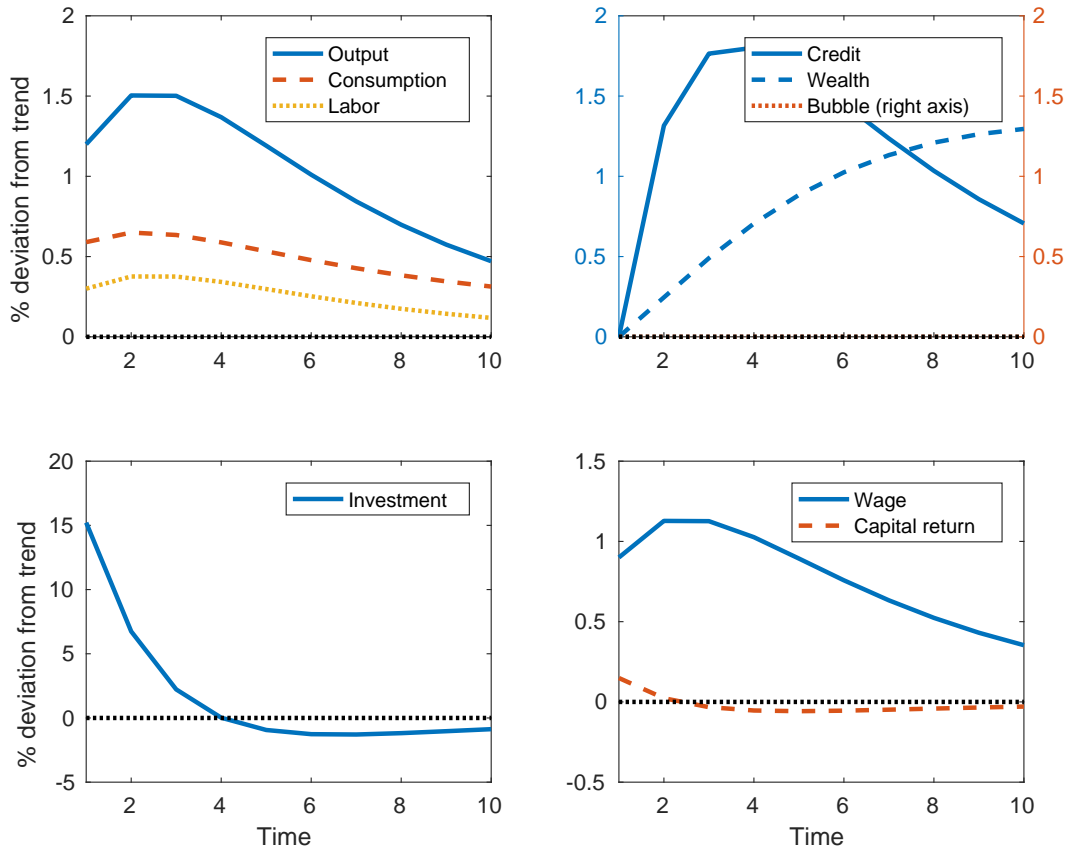 2
1.5
1
0.5
0
% deviation from trend
Output
Consumption
Labor
2 4 6 8 10
2
1.5
1
0.5
0
Credit
Wealth
Bubble (right axis)
2
1.5
1
0.5
0
2 4 6 8 10
20
15
10
5
0
-5
% deviation from trend
Investment
2 4 6 8 10
Time
1.5
1
0.5
0
-0.5
Wage
Capital return
2 4 6 8 10
Time